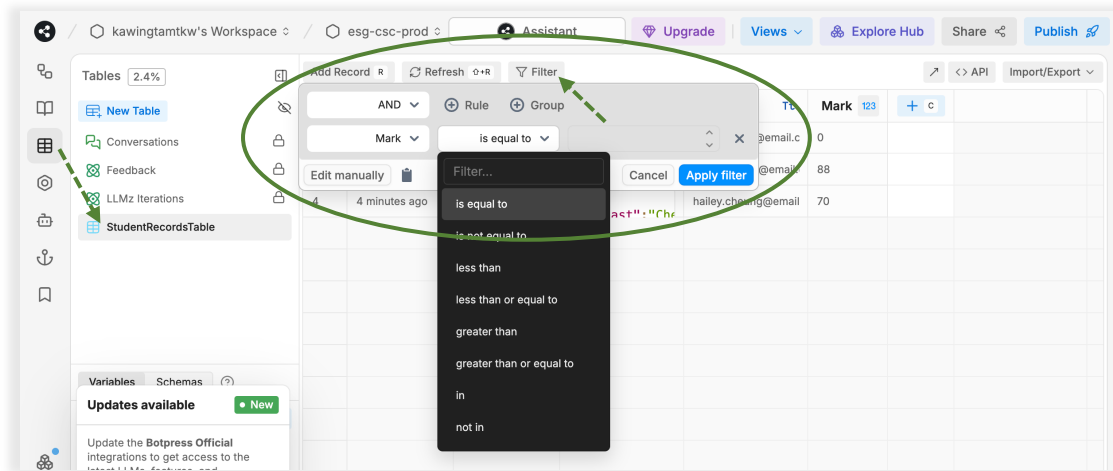 kawingtamtkw's Workspace / esg-csc-prod Assistant Upgrade Views Explore Hub Share Publish
Tables 2.4%
Add Record R Refresh ⇧+R Filter API Import/Export
New Table
AND Rule Group
Mark 123 + C
Conversations
Mark is equal to
@email.c 0
Feedback
Edit manually Filter... Cancel Apply filter
@email. 88
LLMz Iterations
4 4 minutes ago is equal to
ast":"Che
hailey.cheung@email 70
StudentRecordsTable
is not equal to
less than
less than or equal to
greater than
greater than or equal to
in
not in
Variables Schemas
Updates available New
Update the Botpress Official
integrations to get access to the